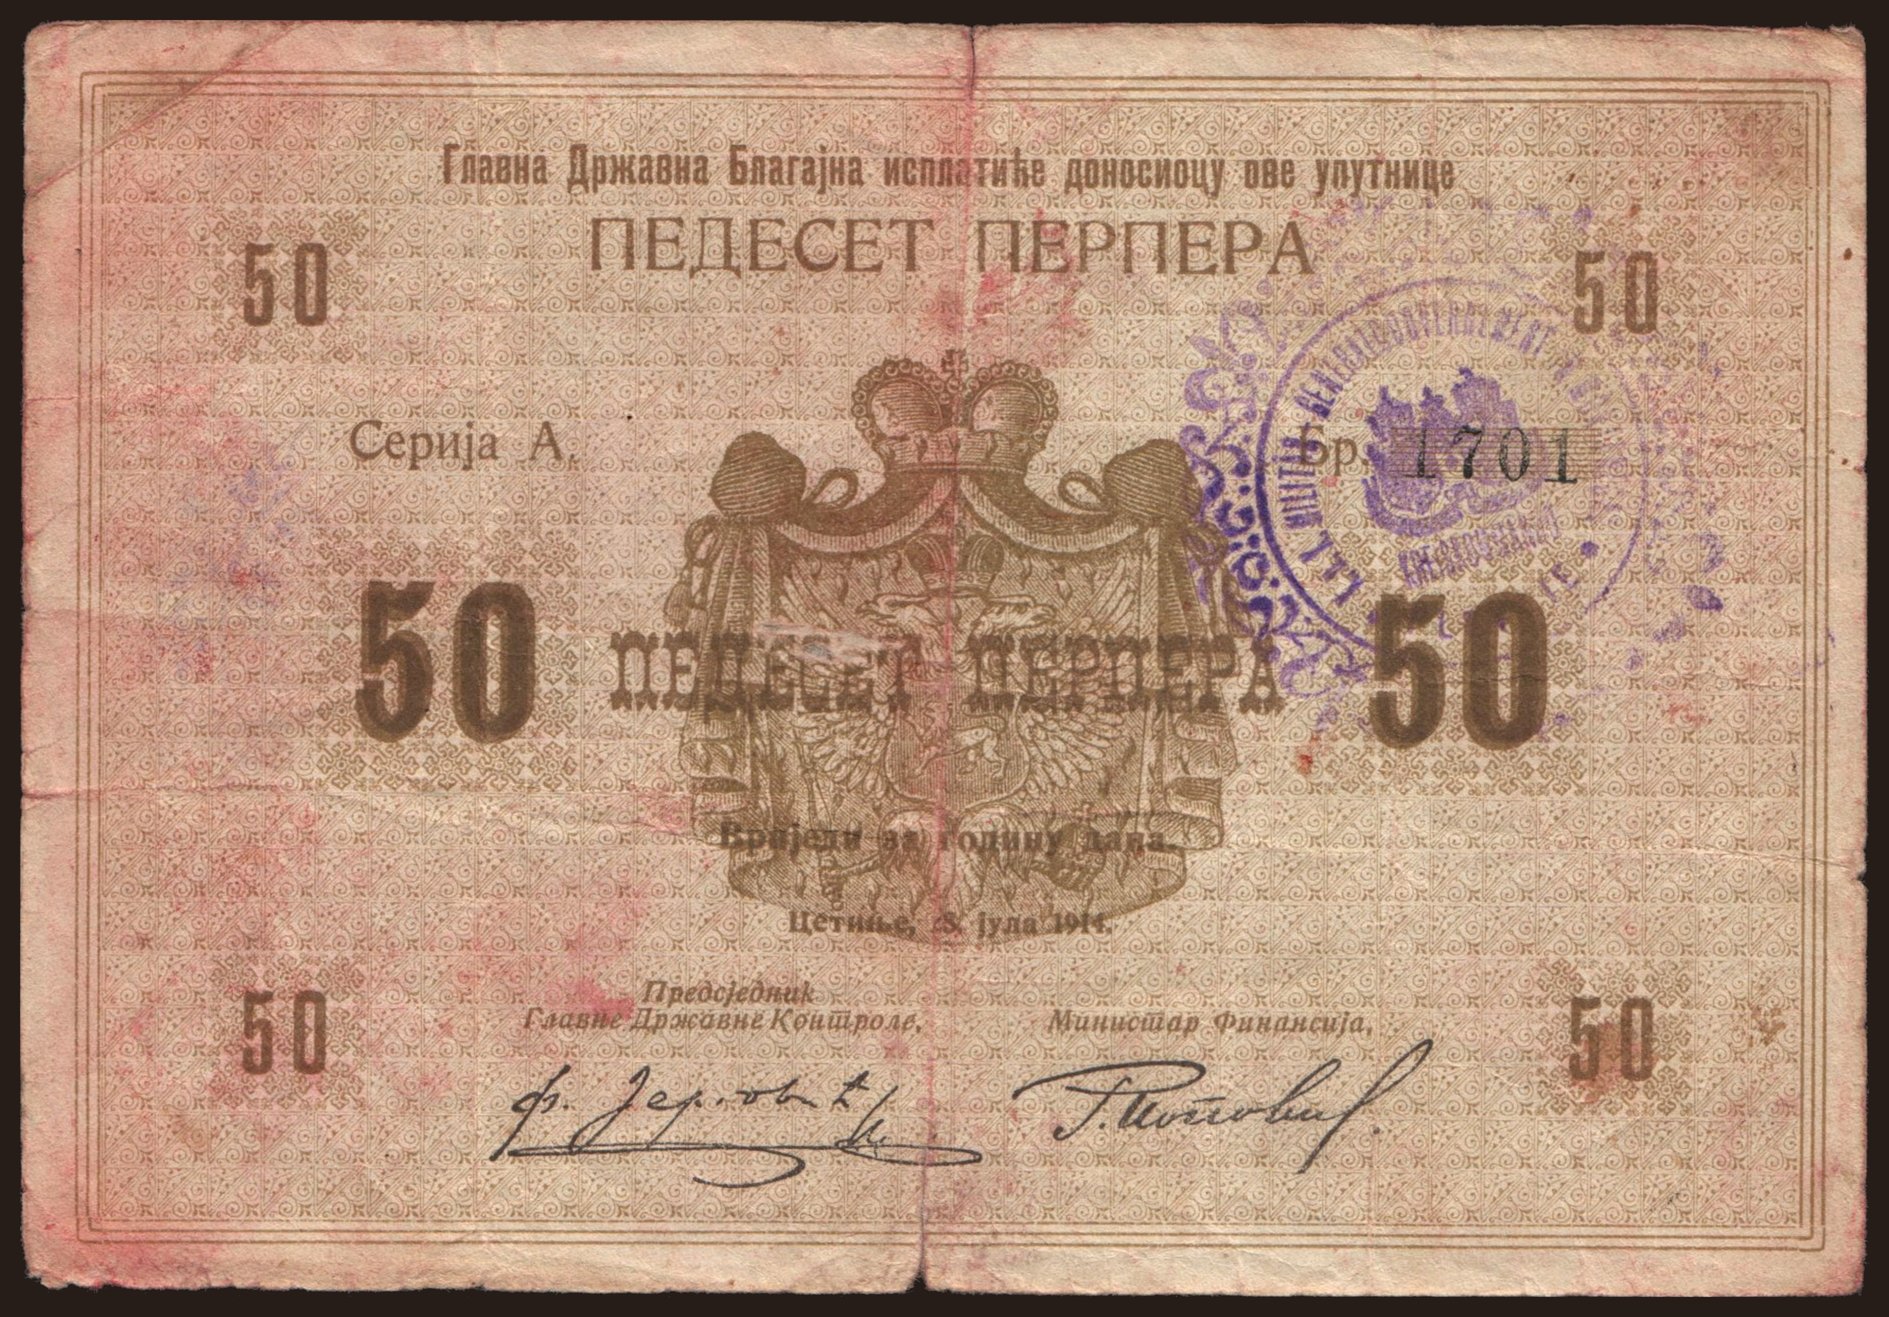 Главна Државна Благајна исплатиће доносиоцу ове упутнице
ПЕДЕСЕТ ПЕРПЕРА
50 50
Серија А. Бр. 1701
50 ПЕДЕСЕТ ПЕРПЕРА 50
Вриједи за годину дана.
Цетиње, јула 1914.
Предсједник
Главне Државне Контроле, Министар Финансија,
50 50
Г. Поповић